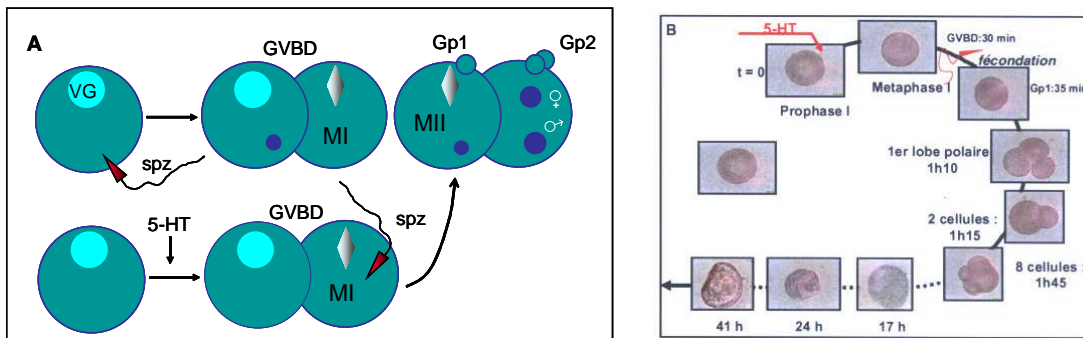 A
GVBD
Gp1
Gp2
VG
MI
MII
♀
♂
spz
5-HT
GVBD
spz
MI
B
5-HT
GVBD:30 min
fécondation
t = 0
Metaphase I
Gp1:35 min
Prophase I
1er lobe polaire
1h10
2 cellules :
1h15
8 cellules :
1h45
41 h
24 h
17 h